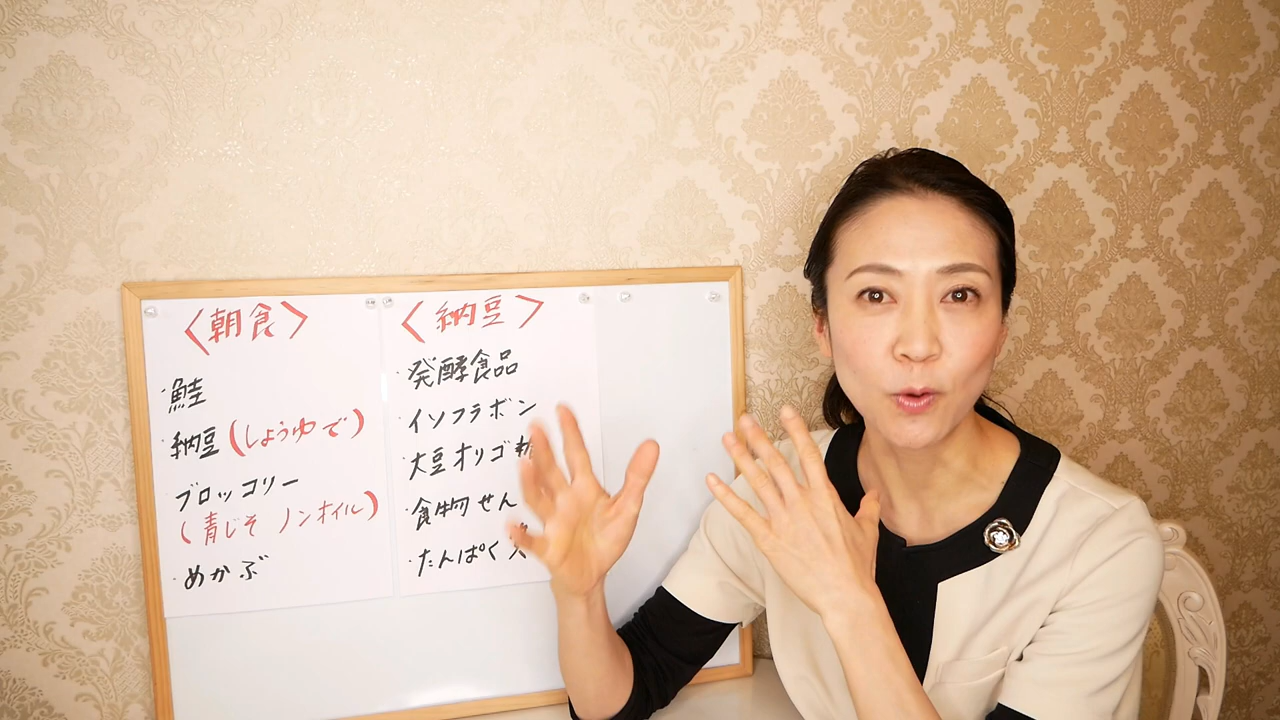 〈朝食〉
・鮭
・納豆(しょうゆで)
・ブロッコリー
(青じそ ノンオイル)
・めかぶ
〈納豆〉
・発酵食品
・イソフラボン
・大豆オリゴ糖
・食物せん
・たんぱく